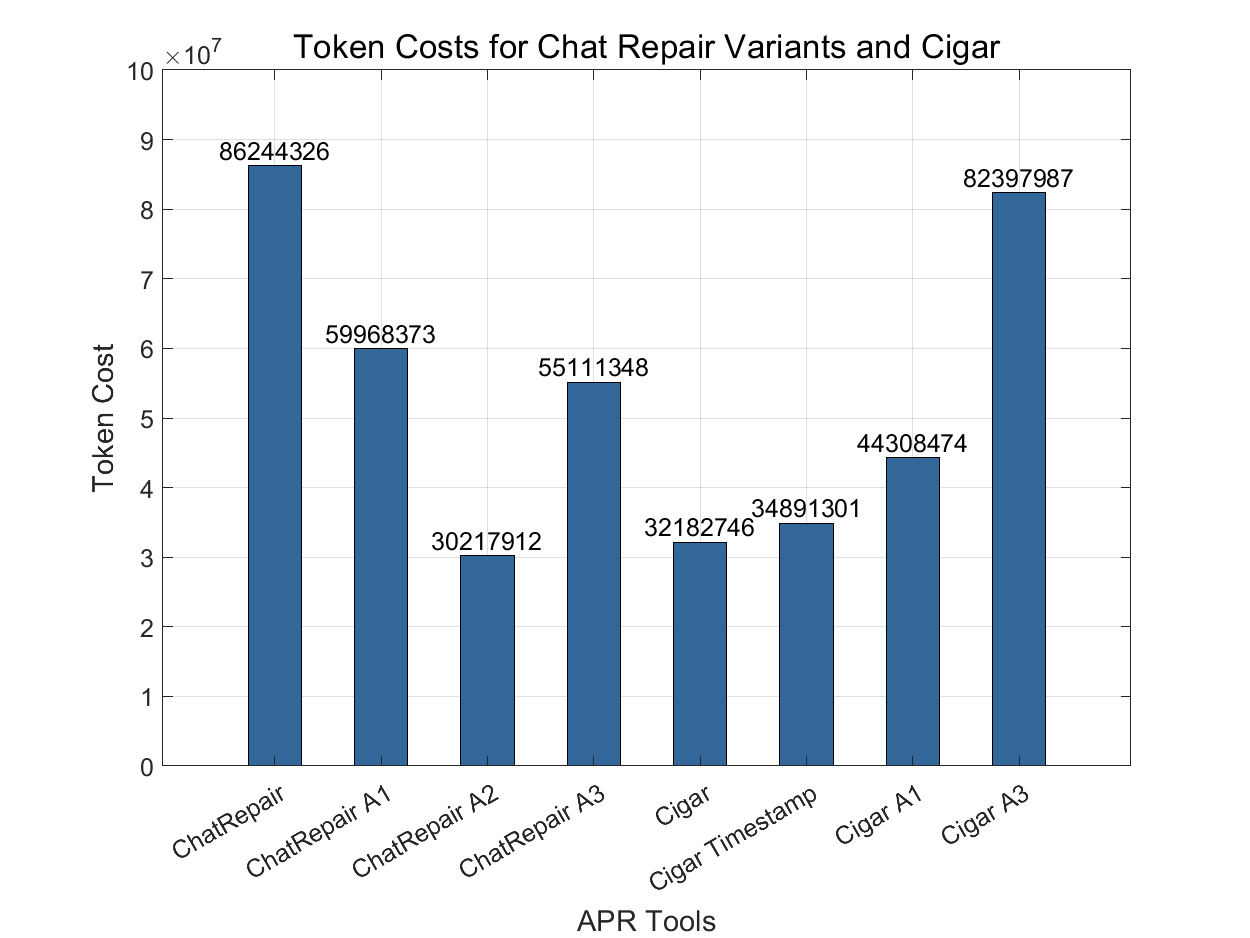 Token Costs for Chat Repair Variants and Cigar
×10^7
10
9
8
7
6
5
4
3
2
1
0
Token Cost
86244326
59968373
30217912
55111348
32182746
34891301
44308474
82397987
ChatRepair
ChatRepair A1
ChatRepair A2
ChatRepair A3
Cigar
Cigar Timestamp
Cigar A1
Cigar A3
APR Tools